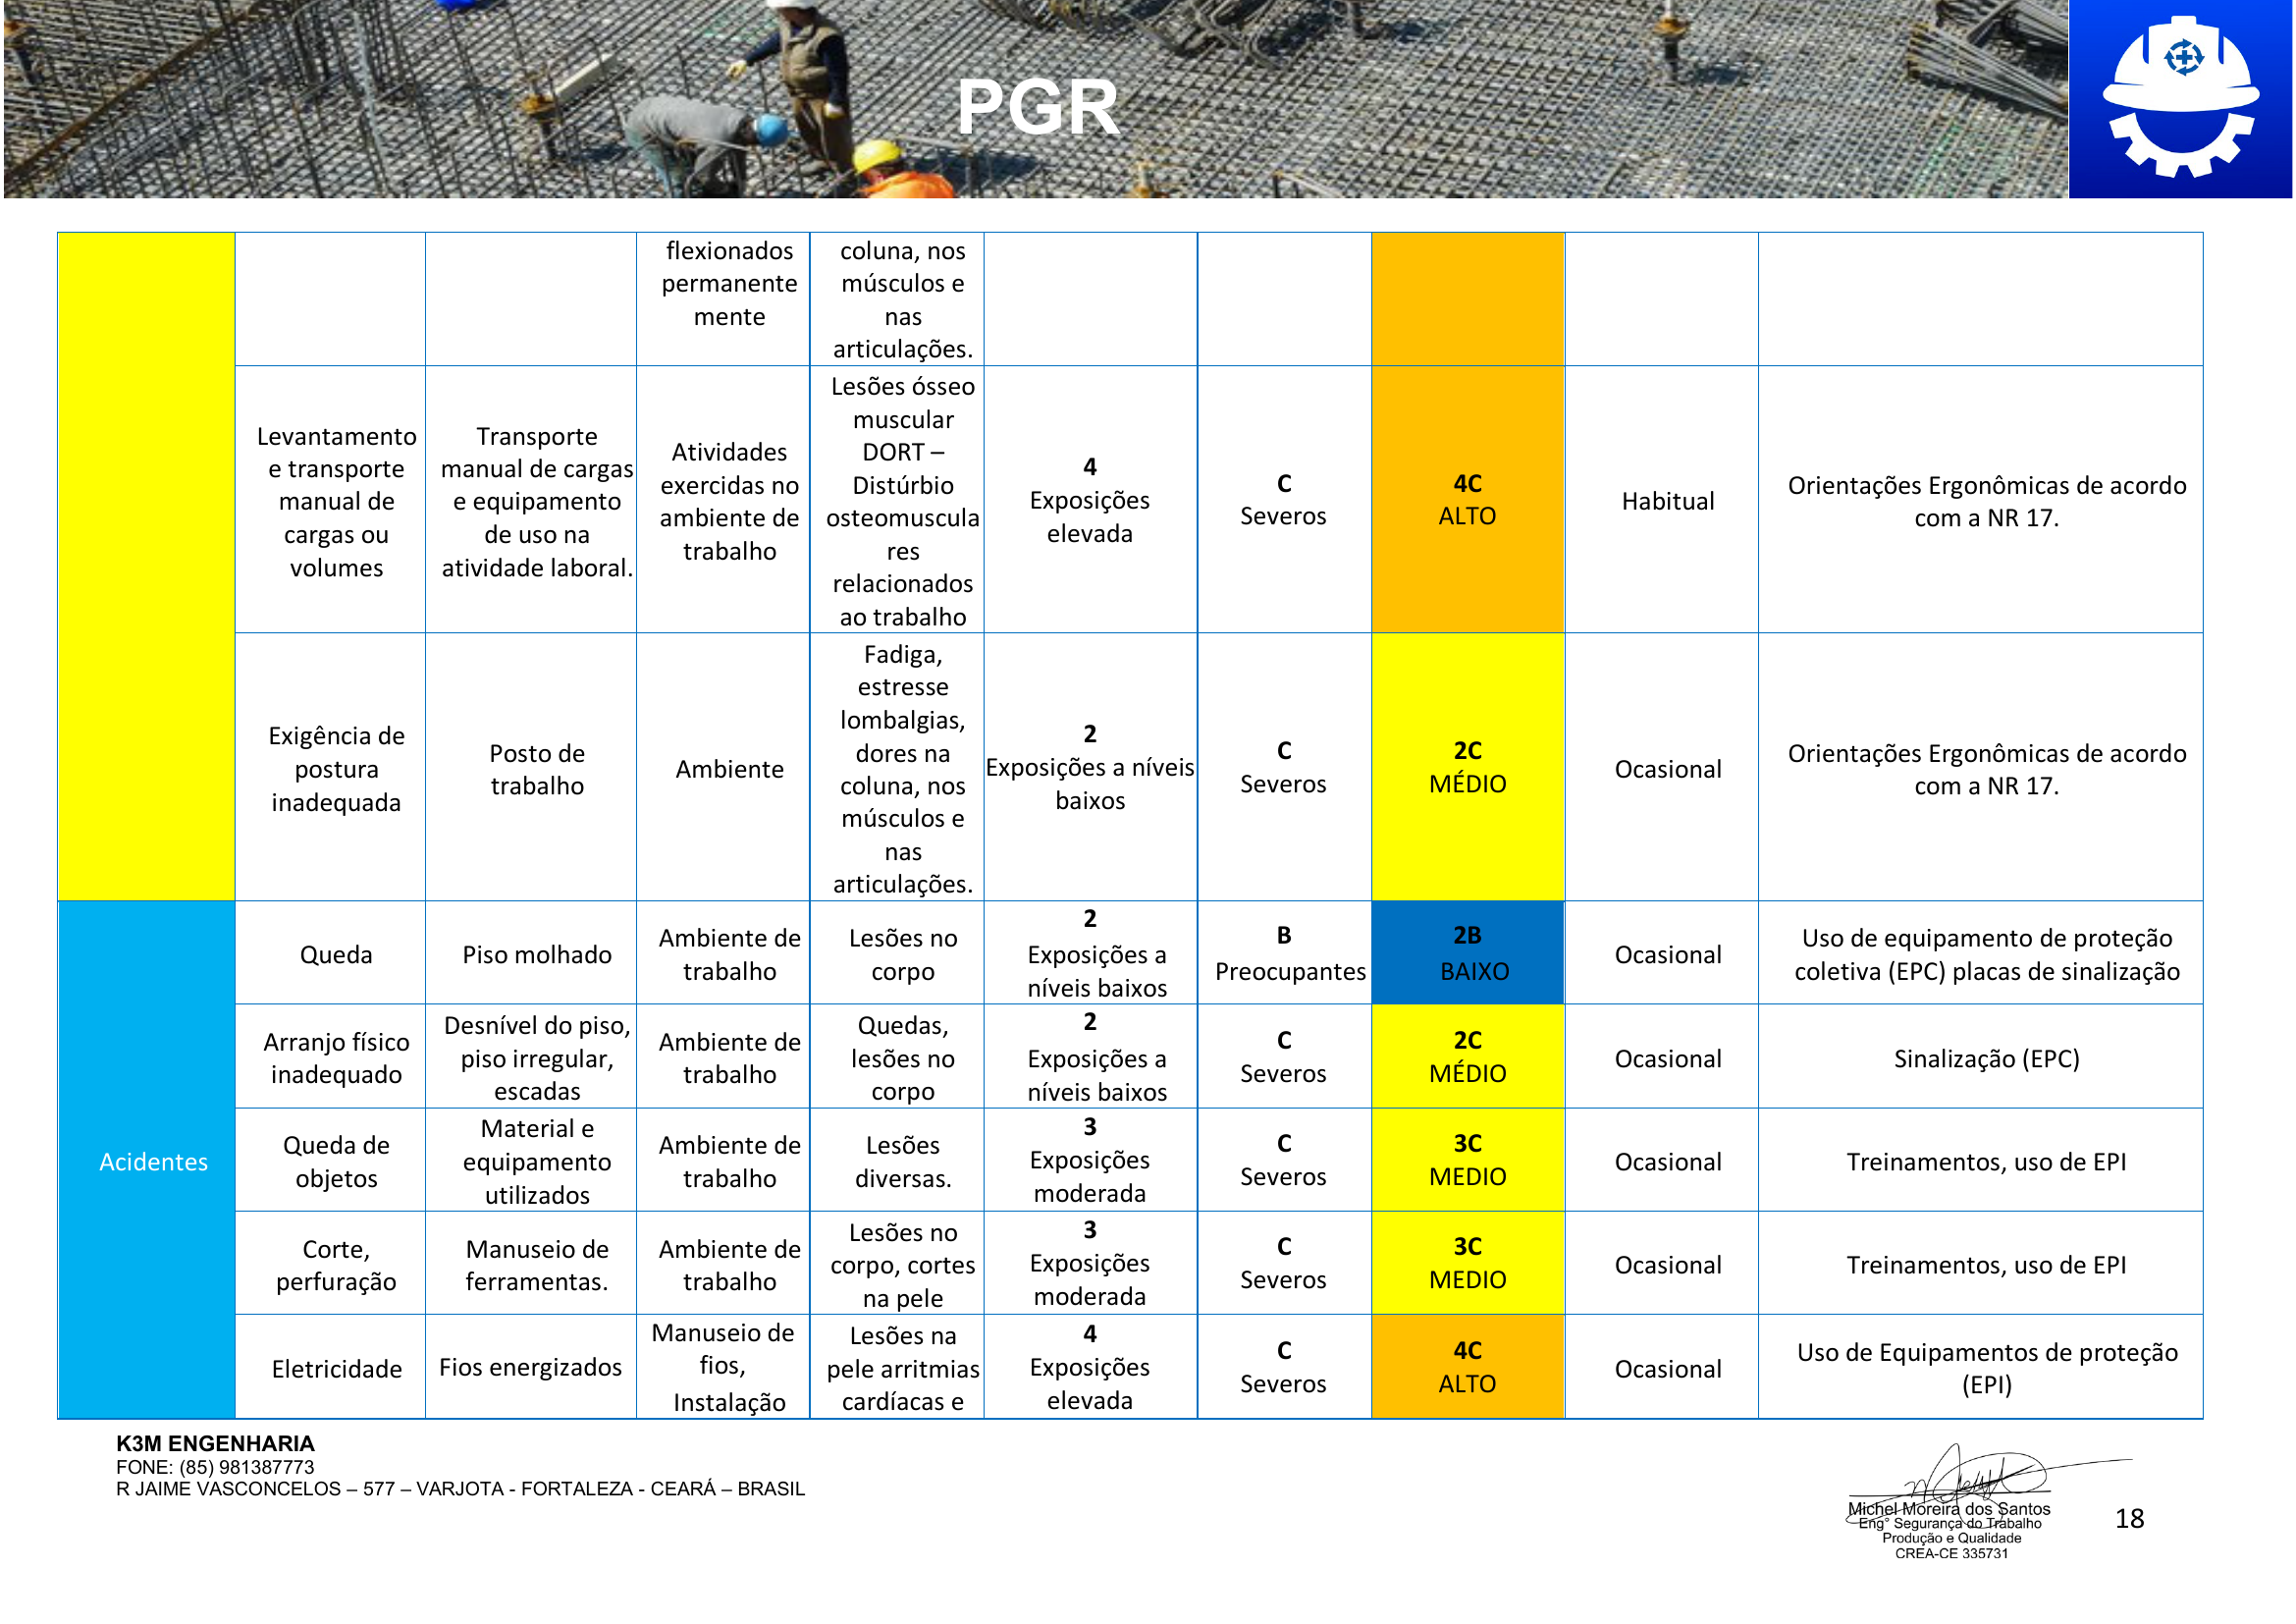 PGR
flexionados
permanente
mente
coluna, nos
músculos e
nas
articulações.
Levantamento
e transporte
manual de
cargas ou
volumes
Transporte
manual de cargas
e equipamento
de uso na
atividade laboral.
Atividades
exercidas no
ambiente de
trabalho
Lesões ósseo
muscular
DORT –
Distúrbio
osteomuscula
res
relacionados
ao trabalho
4
Exposições
elevada
C
Severos
4C
ALTO
Habitual
Orientações Ergonômicas de acordo
com a NR 17.
Exigência de
postura
inadequada
Posto de
trabalho
Ambiente
Fadiga,
estresse
lombalgias,
dores na
coluna, nos
músculos e
nas
articulações.
2
Exposições a níveis
baixos
C
Severos
2C
MÉDIO
Ocasional
Orientações Ergonômicas de acordo
com a NR 17.
Acidentes
Queda
Piso molhado
Ambiente de
trabalho
Lesões no
corpo
2
Exposições a
níveis baixos
B
Preocupantes
2B
BAIXO
Ocasional
Uso de equipamento de proteção
coletiva (EPC) placas de sinalização
Arranjo físico
inadequado
Desnível do piso,
piso irregular,
escadas
Ambiente de
trabalho
Quedas,
lesões no
corpo
2
Exposições a
níveis baixos
C
Severos
2C
MÉDIO
Ocasional
Sinalização (EPC)
Queda de
objetos
Material e
equipamento
utilizados
Ambiente de
trabalho
Lesões
diversas.
3
Exposições
moderada
C
Severos
3C
MEDIO
Ocasional
Treinamentos, uso de EPI
Corte,
perfuração
Manuseio de
ferramentas.
Ambiente de
trabalho
Lesões no
corpo, cortes
na pele
3
Exposições
moderada
C
Severos
3C
MEDIO
Ocasional
Treinamentos, uso de EPI
Eletricidade
Fios energizados
Manuseio de
fios,
Instalação
Lesões na
pele arritmias
cardíacas e
4
Exposições
elevada
C
Severos
4C
ALTO
Ocasional
Uso de Equipamentos de proteção
(EPI)
K3M ENGENHARIA
FONE: (85) 981387773
R JAIME VASCONCELOS – 577 – VARJOTA - FORTALEZA - CEARÁ – BRASIL
Michel Moreira dos Santos
Eng° Segurança do Trabalho
Produção e Qualidade
CREA-CE 335731
18